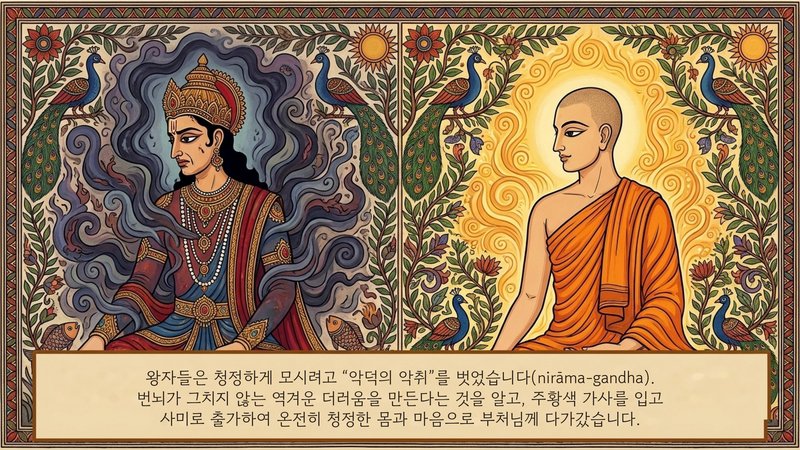 왕자들은 청정하게 모시려고 “악덕의 악취”를 벗었습니다(nirāma-gandha).
번뇌가 그치지 않는 역겨운 더러움을 만든다는 것을 알고, 주황색 가사를 입고
사미로 출가하여 온전히 청정한 몸과 마음으로 부처님께 다가갔습니다.